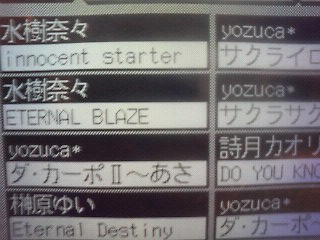 水樹奈々
innocent starter
yozuca*
サクライロ
水樹奈々
ETERNAL BLAZE
yozuca*
サクラサク
yozuca*
ダ・カーポⅡ～あさ
詩月カオリ
DO YOU KNO
榊原ゆい
Eternal Destiny
yozuca*
ダ・カーポ～